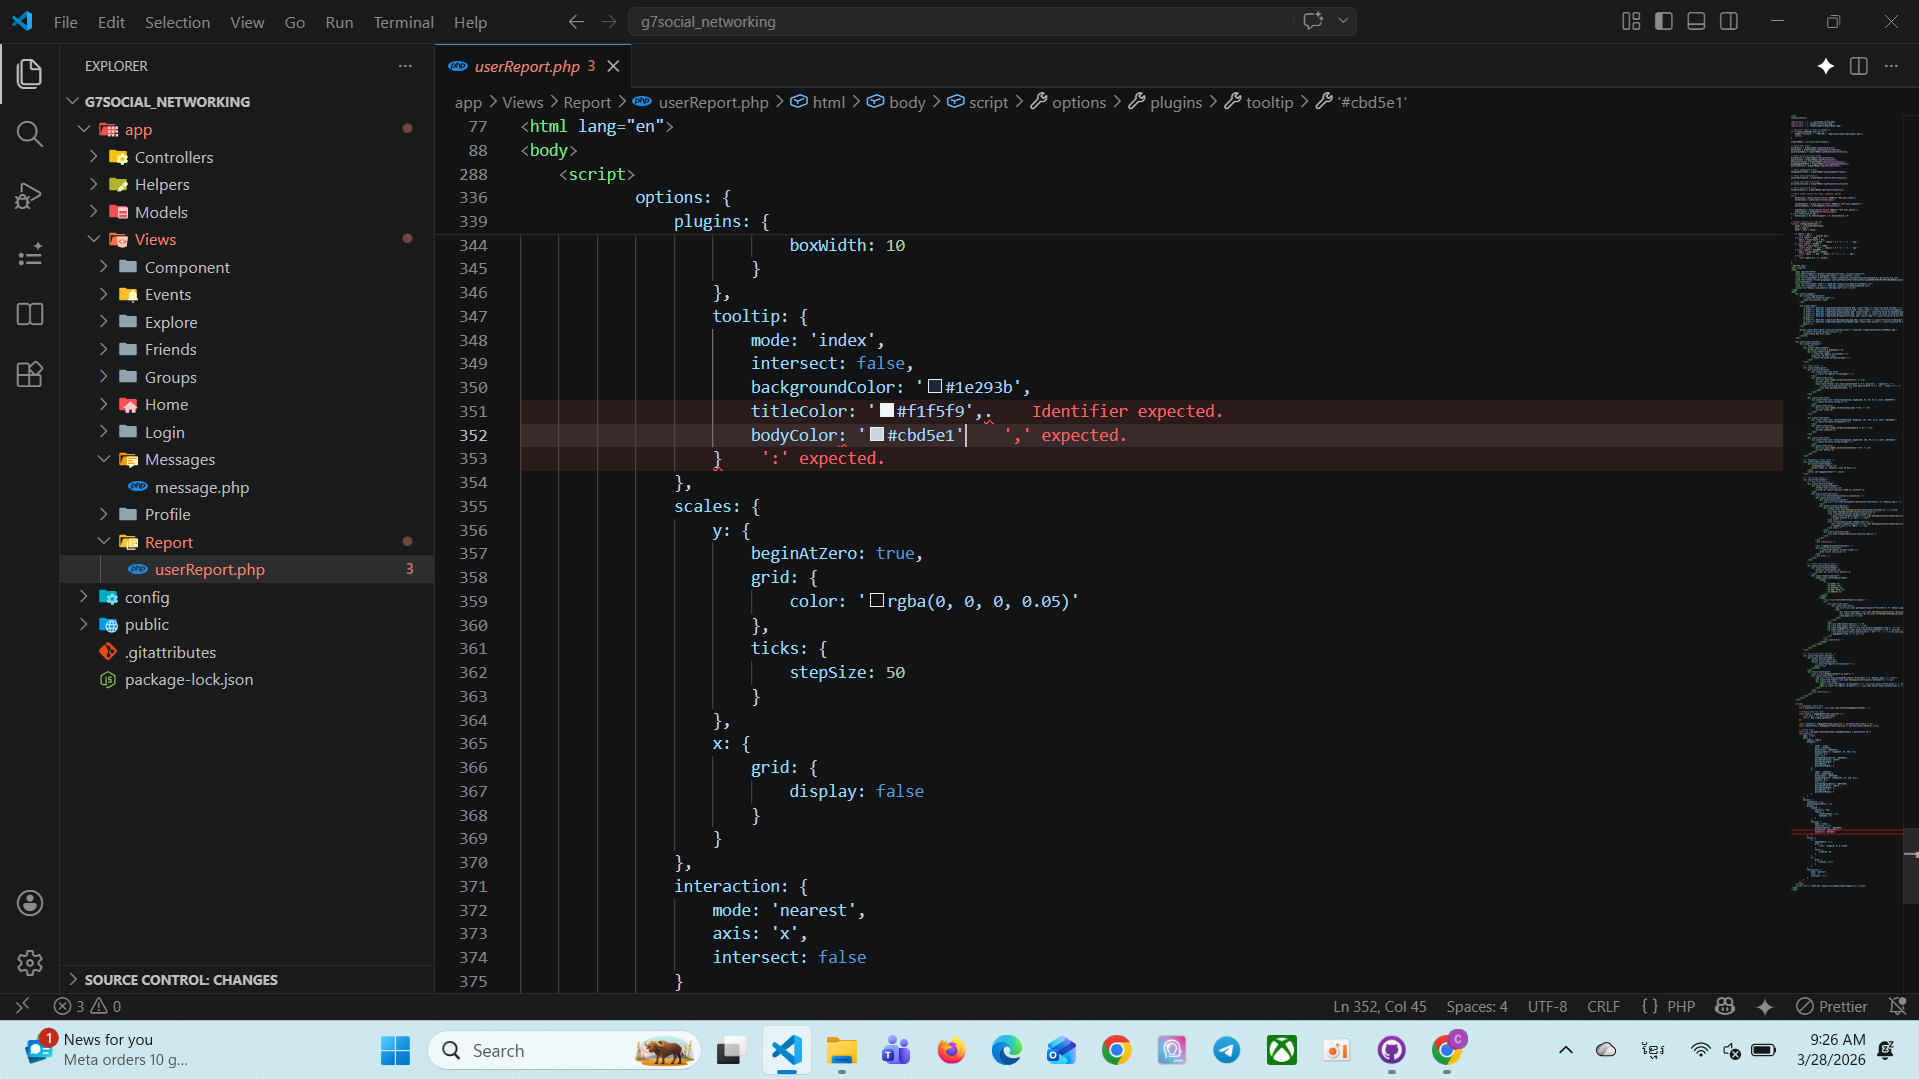 File Edit Selection View Go Run Terminal Help
g7social_networking
EXPLORER
G7SOCIAL_NETWORKING
app
Controllers
Helpers
Models
Views
Component
Events
Explore
Friends
Groups
Home
Login
Messages
message.php
Profile
Report
userReport.php 3
config
public
.gitattributes
package-lock.json
SOURCE CONTROL: CHANGES
userReport.php 3
app > Views > Report > userReport.php > html > body > script > options > plugins > tooltip > '#cbd5e1'
77 <html lang="en">
88 <body>
288 <script>
336 options: {
339 plugins: {
344 boxWidth: 10
345 }
346 },
347 tooltip: {
348 mode: 'index',
349 intersect: false,
350 backgroundColor: '#1e293b',
351 titleColor: '#f1f5f9',. Identifier expected.
352 bodyColor: '#cbd5e1' ',' expected.
353 } ':' expected.
354 },
355 scales: {
356 y: {
357 beginAtZero: true,
358 grid: {
359 color: 'rgba(0, 0, 0, 0.05)'
360 },
361 ticks: {
362 stepSize: 50
363 }
364 },
365 x: {
366 grid: {
367 display: false
368 }
369 }
370 },
371 interaction: {
372 mode: 'nearest',
373 axis: 'x',
374 intersect: false
375 }
3 0
Ln 352, Col 45 Spaces: 4 UTF-8 CRLF { } PHP Prettier
1
News for you
Meta orders 10 g...
Search
C
ខ្មែរ
9:26 AM
3/28/2026